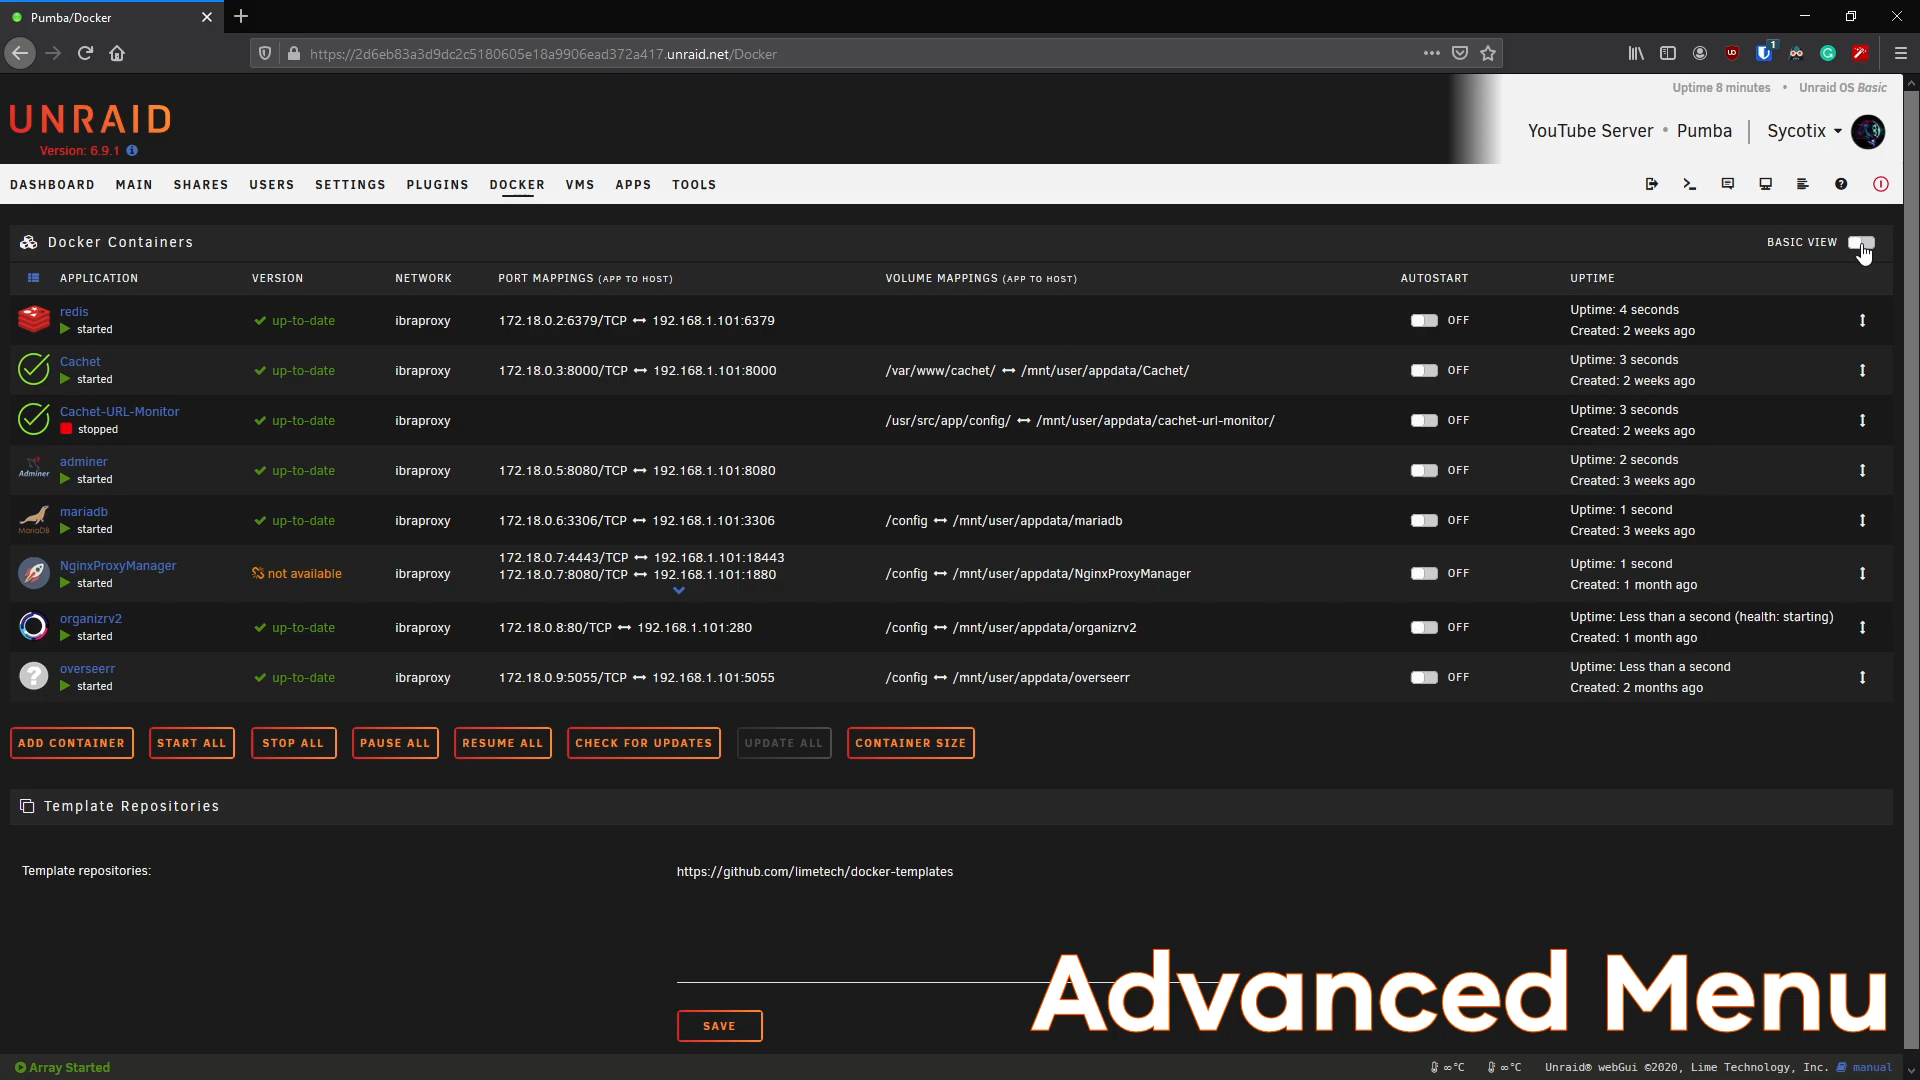 Pumba/Docker
https://2d6eb83a3d9dc2c5180605e18a9906ead372a417.unraid.net/Docker
1
Uptime 8 minutes • Unraid OS Basic
UNRAID
Version: 6.9.1
YouTube Server • Pumba | Sycotix
DASHBOARD MAIN SHARES USERS SETTINGS PLUGINS DOCKER VMS APPS TOOLS
Docker Containers
BASIC VIEW
APPLICATION VERSION NETWORK PORT MAPPINGS (APP TO HOST) VOLUME MAPPINGS (APP TO HOST) AUTOSTART UPTIME
redis
started
up-to-date
ibraproxy
172.18.0.2:6379/TCP ↔ 192.168.1.101:6379
OFF
Uptime: 4 seconds
Created: 2 weeks ago
Cachet
started
up-to-date
ibraproxy
172.18.0.3:8000/TCP ↔ 192.168.1.101:8000
/var/www/cachet/ ↔ /mnt/user/appdata/Cachet/
OFF
Uptime: 3 seconds
Created: 2 weeks ago
Cachet-URL-Monitor
stopped
up-to-date
ibraproxy
/usr/src/app/config/ ↔ /mnt/user/appdata/cachet-url-monitor/
OFF
Uptime: 3 seconds
Created: 2 weeks ago
Adminer
adminer
started
up-to-date
ibraproxy
172.18.0.5:8080/TCP ↔ 192.168.1.101:8080
OFF
Uptime: 2 seconds
Created: 3 weeks ago
MariaDB
mariadb
started
up-to-date
ibraproxy
172.18.0.6:3306/TCP ↔ 192.168.1.101:3306
/config ↔ /mnt/user/appdata/mariadb
OFF
Uptime: 1 second
Created: 3 weeks ago
NginxProxyManager
started
not available
ibraproxy
172.18.0.7:4443/TCP ↔ 192.168.1.101:18443
172.18.0.7:8080/TCP ↔ 192.168.1.101:1880
/config ↔ /mnt/user/appdata/NginxProxyManager
OFF
Uptime: 1 second
Created: 1 month ago
organizrv2
started
up-to-date
ibraproxy
172.18.0.8:80/TCP ↔ 192.168.1.101:280
/config ↔ /mnt/user/appdata/organizrv2
OFF
Uptime: Less than a second (health: starting)
Created: 1 month ago
?
overseerr
started
up-to-date
ibraproxy
172.18.0.9:5055/TCP ↔ 192.168.1.101:5055
/config ↔ /mnt/user/appdata/overseerr
OFF
Uptime: Less than a second
Created: 2 months ago
ADD CONTAINER START ALL STOP ALL PAUSE ALL RESUME ALL CHECK FOR UPDATES UPDATE ALL CONTAINER SIZE
Template Repositories
Template repositories:
https://github.com/limetech/docker-templates
SAVE
Advanced Menu
Array Started
∞°C ∞°C Unraid® webGui ©2020, Lime Technology, Inc. manual